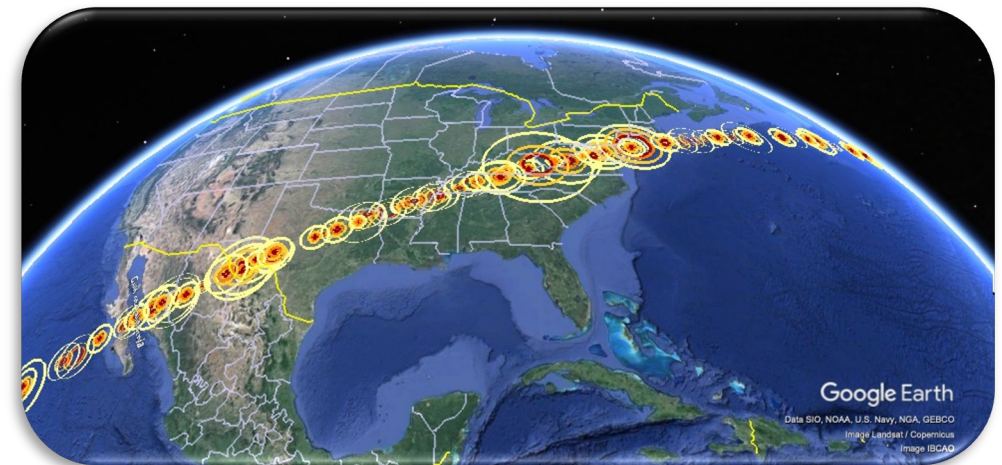 Google Earth
Data SIO, NOAA, U.S. Navy, NGA, GEBCO
Image Landsat / Copernicus
Image IBCAO